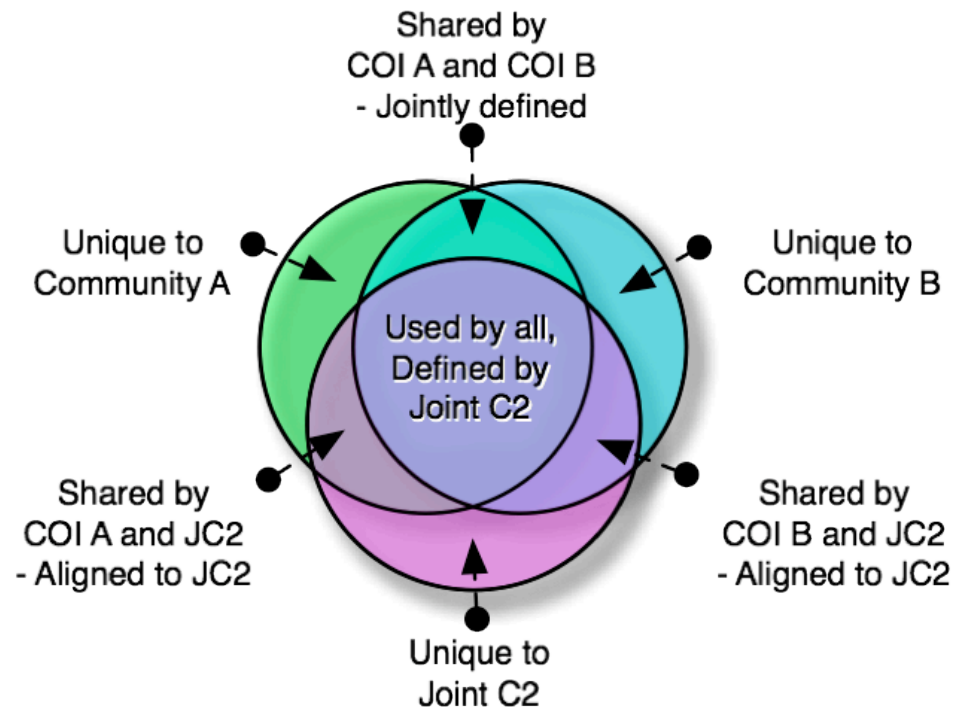 Shared by
COI A and COI B
- Jointly defined
Unique to
Community A
Unique to
Community B
Used by all,
Defined by
Joint C2
Shared by
COI A and JC2
- Aligned to JC2
Shared by
COI B and JC2
- Aligned to JC2
Unique to
Joint C2